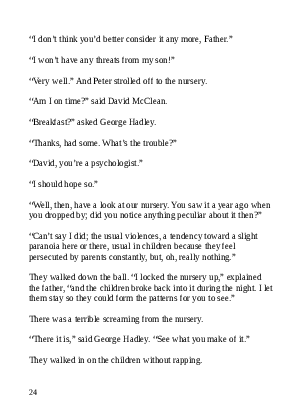 “I don’t think you’d better consider it any more, Father.”
“I won’t have any threats from my son!”
“Very well.” And Peter strolled off to the nursery.
“Am I on time?” said David McClean.
“Breakfast?” asked George Hadley.
“Thanks, had some. What’s the trouble?”
“David, you’re a psychologist.”
“I should hope so.”
“Well, then, have a look at our nursery. You saw it a year ago when
you dropped by; did you notice anything peculiar about it then?”
“Can’t say I did; the usual violences, a tendency toward a slight
paranoia here or there, usual in children because they feel
persecuted by parents constantly, but, oh, really nothing.”
They walked down the ball. “I locked the nursery up,” explained
the father, “and the children broke back into it during the night. I let
them stay so they could form the patterns for you to see.”
There was a terrible screaming from the nursery.
“There it is,” said George Hadley. “See what you make of it.”
They walked in on the children without rapping.
24